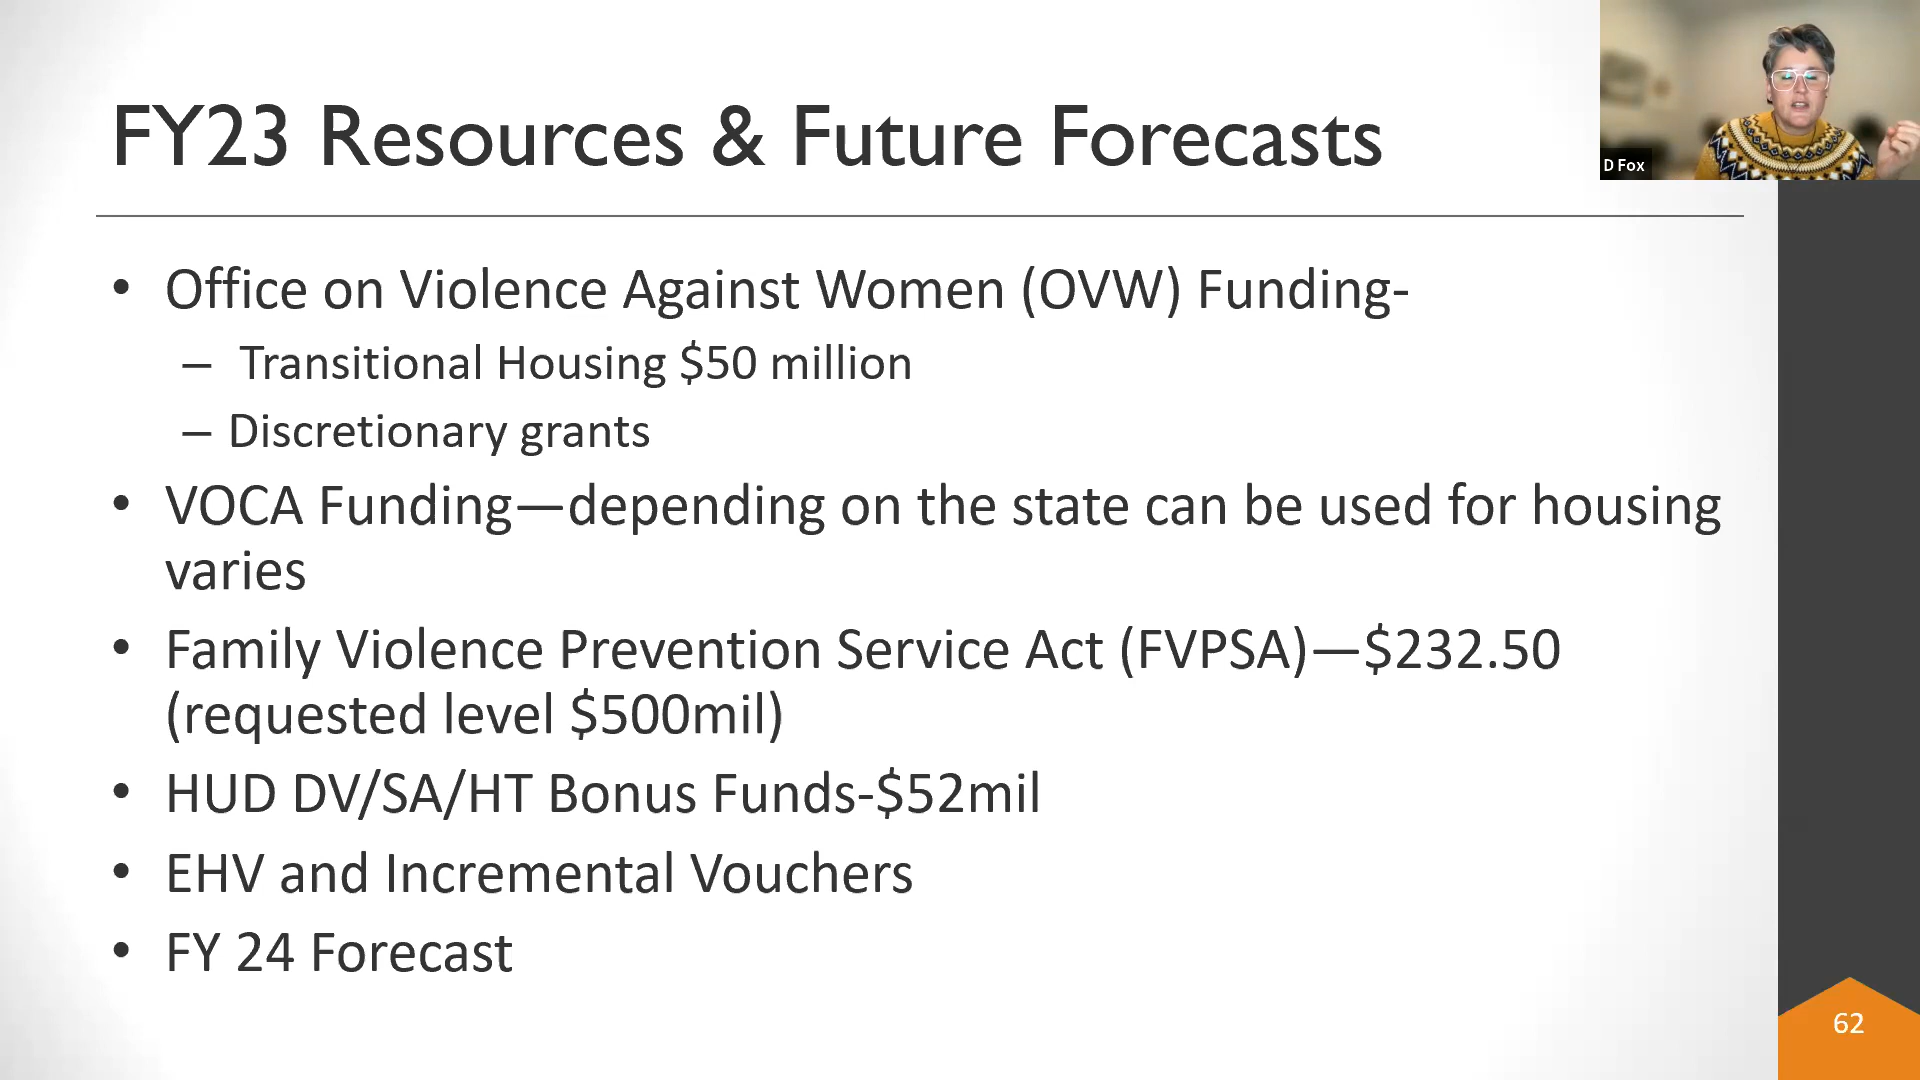 FY23 Resources & Future Forecasts
D Fox
• Office on Violence Against Women (OVW) Funding-
– Transitional Housing $50 million
– Discretionary grants
• VOCA Funding—depending on the state can be used for housing
varies
• Family Violence Prevention Service Act (FVPSA)—$232.50
(requested level $500mil)
• HUD DV/SA/HT Bonus Funds-$52mil
• EHV and Incremental Vouchers
• FY 24 Forecast
62